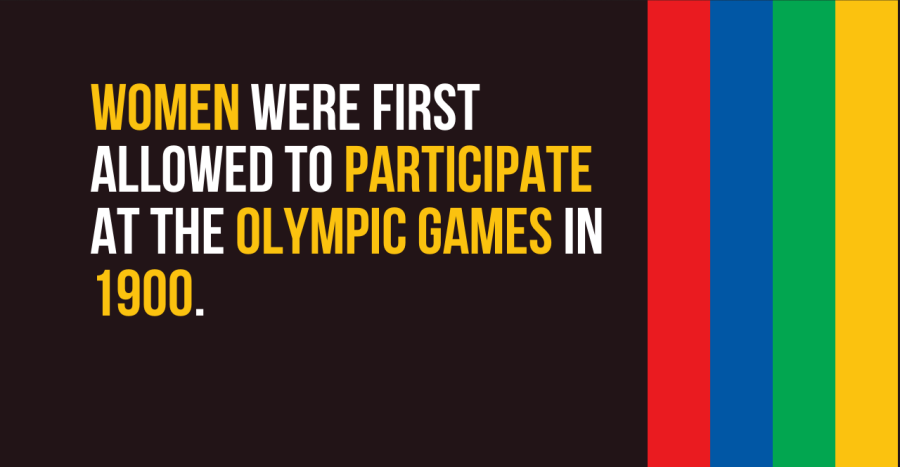 WOMEN WERE FIRST
ALLOWED TO PARTICIPATE
AT THE OLYMPIC GAMES IN
1900.